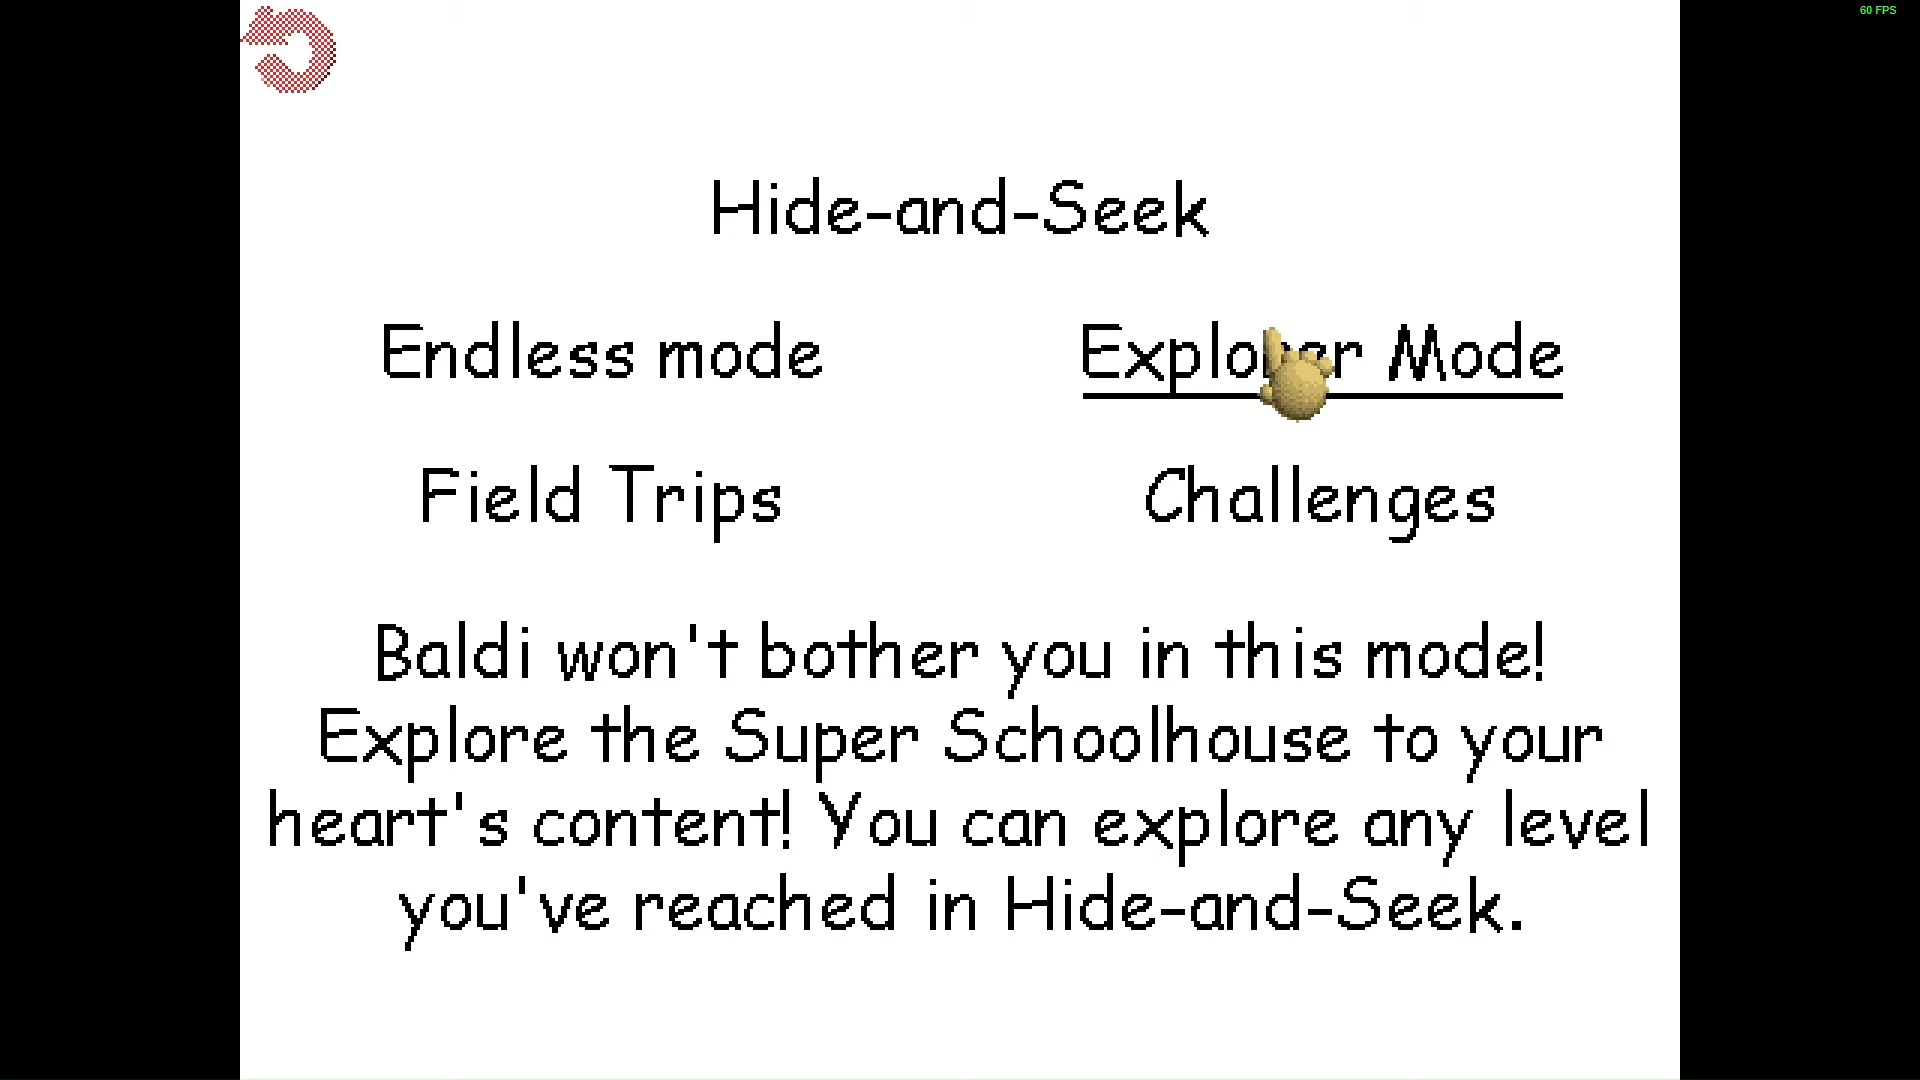 60 FPS
Hide-and-Seek
Endless mode
Explorer Mode
Field Trips
Challenges
Baldi won't bother you in this mode!
Explore the Super Schoolhouse to your
heart's content! You can explore any level
you've reached in Hide-and-Seek.